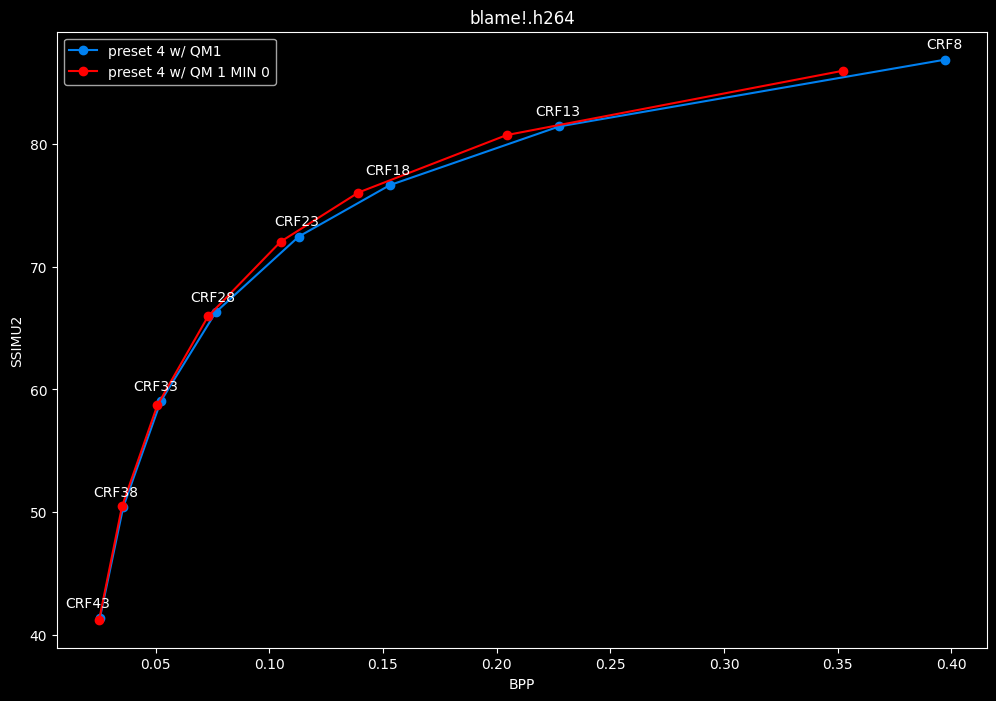 blame!.h264
preset 4 w/ QM1
preset 4 w/ QM 1 MIN 0
CRF8
CRF13
CRF18
CRF23
CRF28
CRF33
CRF38
CRF43
SSIMU2
80
70
60
50
40
0.05 0.10 0.15 0.20 0.25 0.30 0.35 0.40
BPP